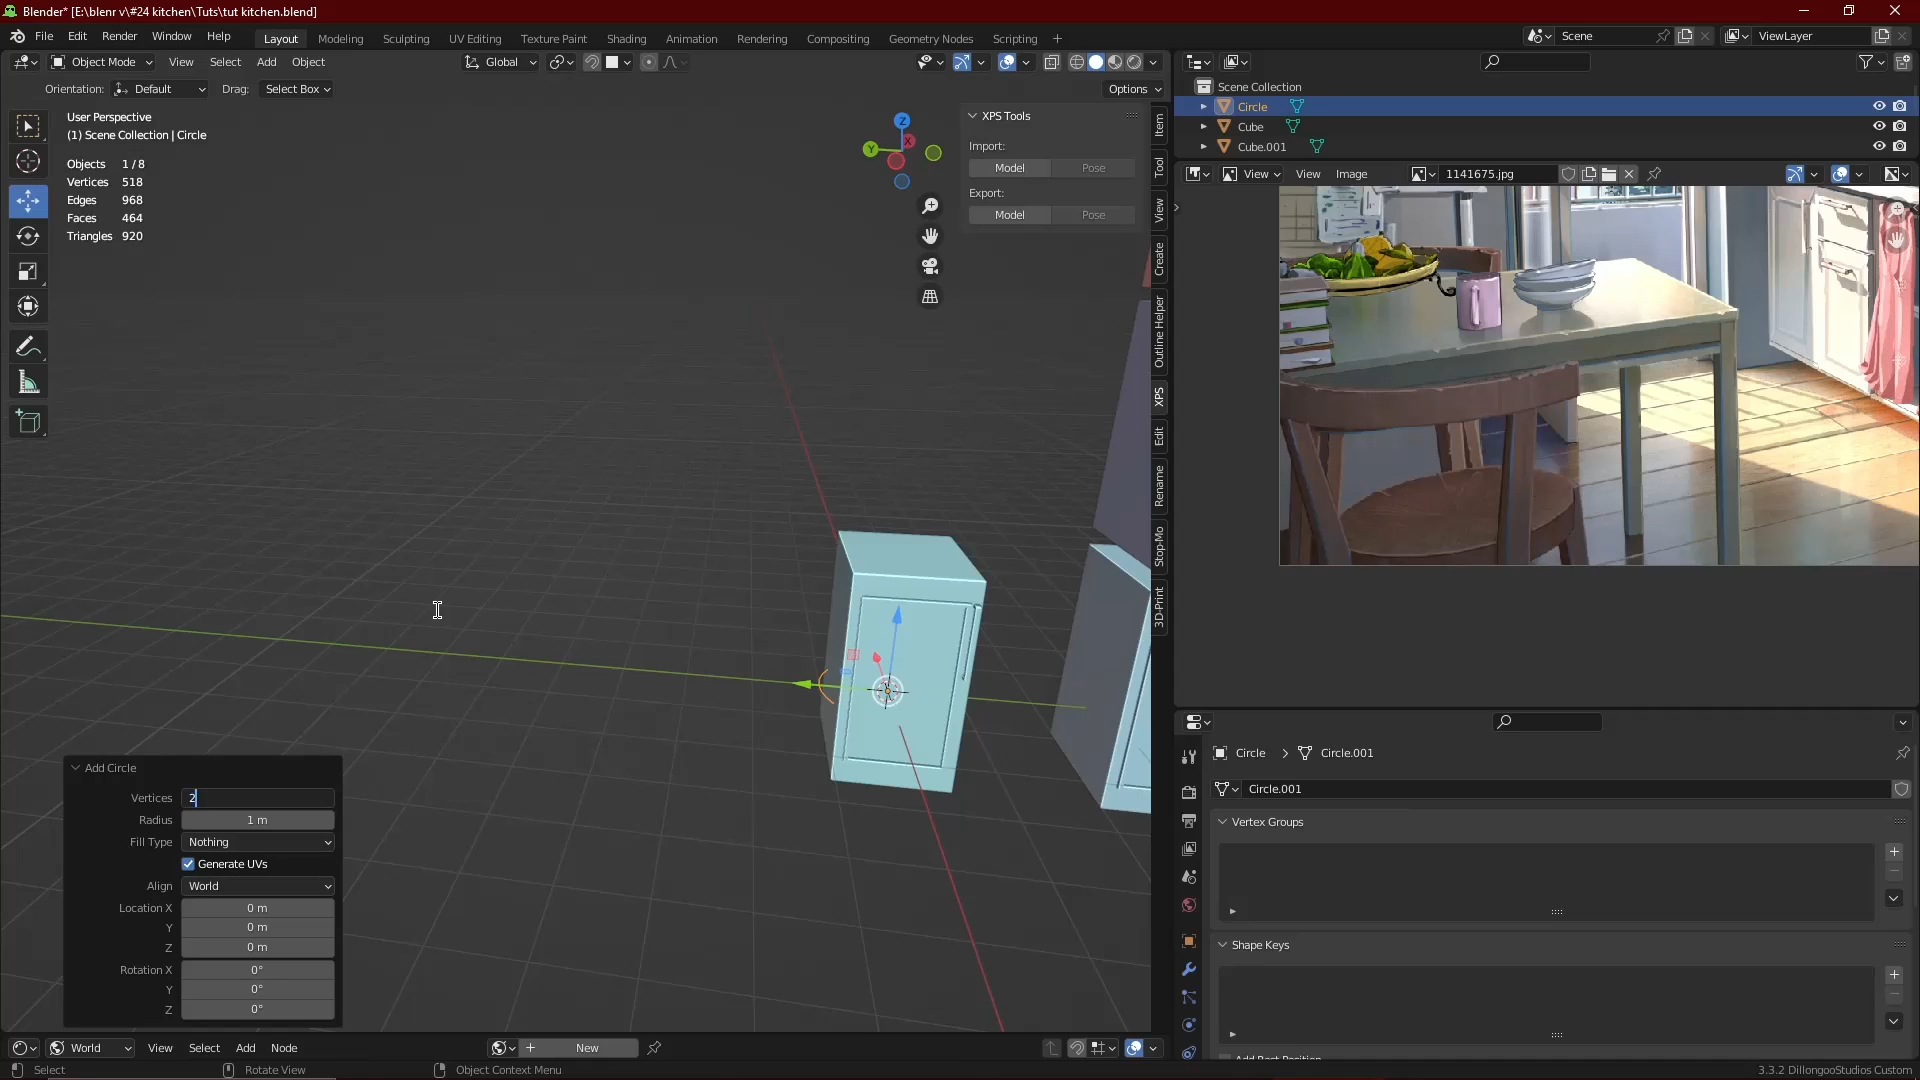 Blender* [E:\blenr v\#24 kitchen\Tuts\tut kitchen.blend]
File Edit Render Window Help Layout Modeling Sculpting UV Editing Texture Paint Shading Animation Rendering Compositing Geometry Nodes Scripting + Scene ViewLayer
Object Mode View Select Add Object Global
Orientation: Default Drag: Select Box Options
User Perspective
(1) Scene Collection | Circle
Objects 1 / 8
Vertices 518
Edges 968
Faces 464
Triangles 920
Z
X
Y
XPS Tools
Import:
Model Pose
Export:
Model Pose
Item
Tool
View
Create
Outline Helper
XPS
Edit
Rename
Stop-Mo
3D-Print
Scene Collection
Circle
Cube
Cube.001
View View Image 1141675.jpg
Add Circle
Vertices 2
Radius 1 m
Fill Type Nothing
Generate UVs
Align World
Location X 0 m
Y 0 m
Z 0 m
Rotation X 0°
Y 0°
Z 0°
Circle > Circle.001
Circle.001
Vertex Groups
Shape Keys
Add Rest Position
World View Select Add Node + New
Select Rotate View Object Context Menu 3.3.2 DillongooStudios Custom